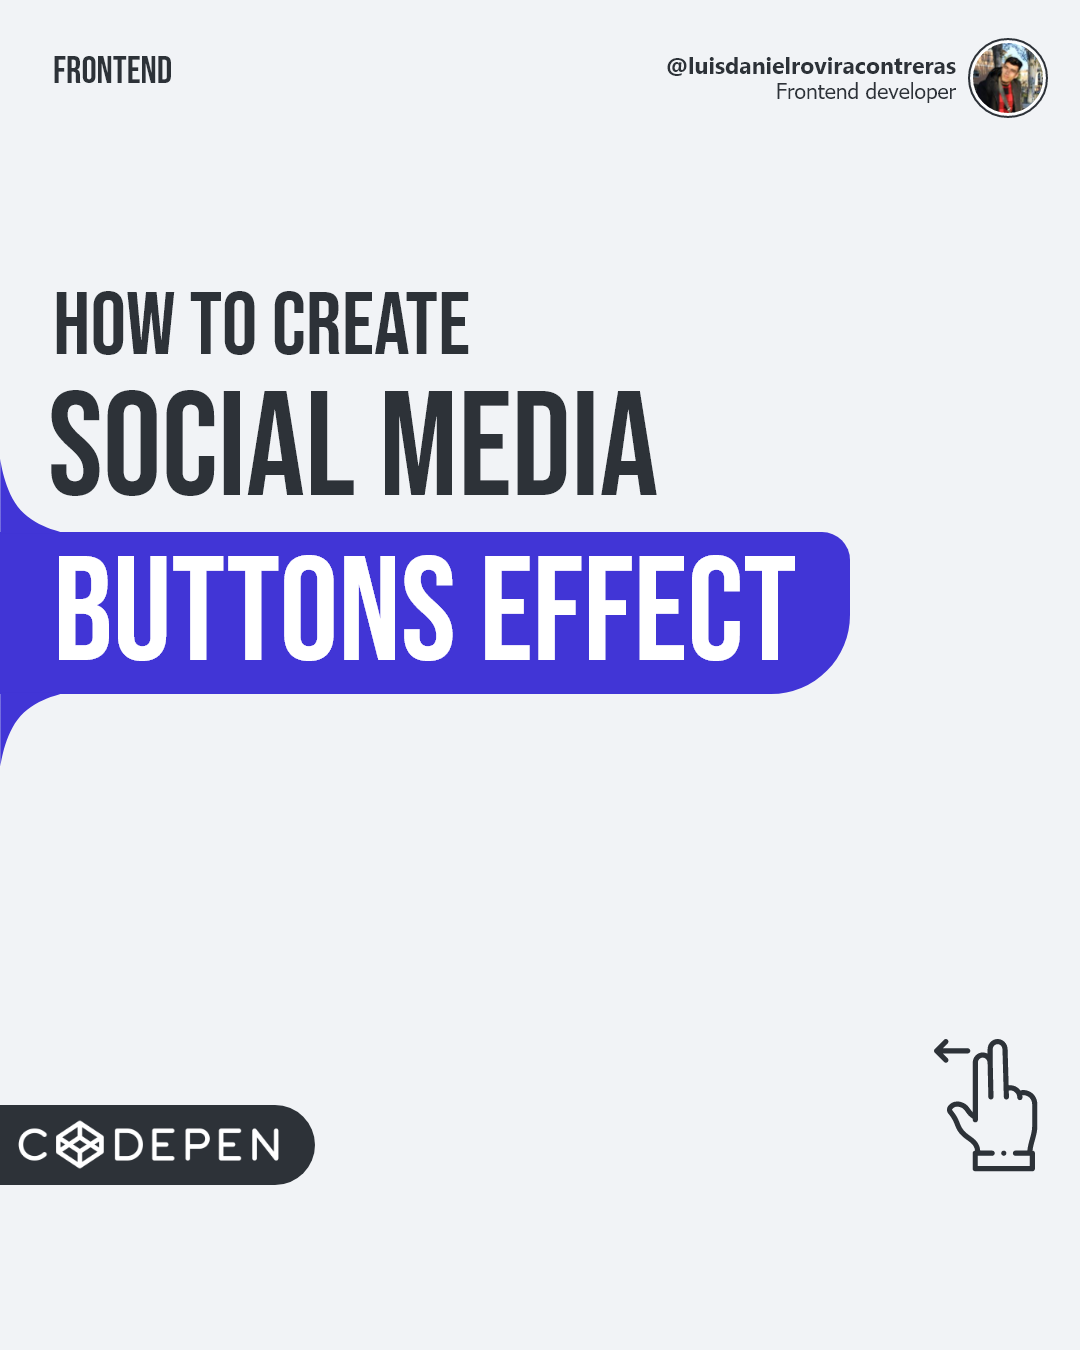 FRONTEND
@luisdanielroviracontreras
Frontend developer
HOW TO CREATE
SOCIAL MEDIA
BUTTONS EFFECT
CODEPEN